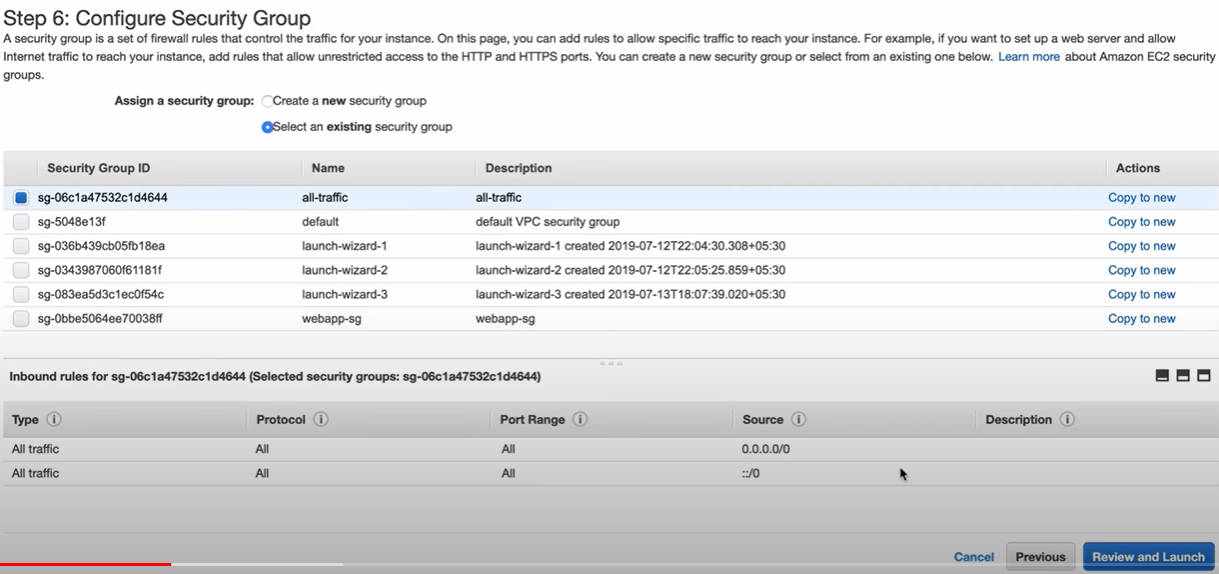 Step 6: Configure Security Group
A security group is a set of firewall rules that control the traffic for your instance. On this page, you can add rules to allow specific traffic to reach your instance. For example, if you want to set up a web server and allow
Internet traffic to reach your instance, add rules that allow unrestricted access to the HTTP and HTTPS ports. You can create a new security group or select from an existing one below. Learn more about Amazon EC2 security
groups.
Assign a security group: Create a new security group
Select an existing security group
Security Group ID Name Description Actions
sg-06c1a47532c1d4644 all-traffic all-traffic Copy to new
sg-5048e13f default default VPC security group Copy to new
sg-036b439cb05fb18ea launch-wizard-1 launch-wizard-1 created 2019-07-12T22:04:30.308+05:30 Copy to new
sg-0343987060f61181f launch-wizard-2 launch-wizard-2 created 2019-07-12T22:05:25.859+05:30 Copy to new
sg-083ea5d3c1ec0f54c launch-wizard-3 launch-wizard-3 created 2019-07-13T18:07:39.020+05:30 Copy to new
sg-0bbe5064ee70038ff webapp-sg webapp-sg Copy to new
Inbound rules for sg-06c1a47532c1d4644 (Selected security groups: sg-06c1a47532c1d4644)
Type i Protocol i Port Range i Source i Description i
All traffic All All 0.0.0.0/0
All traffic All All ::/0
Cancel Previous Review and Launch